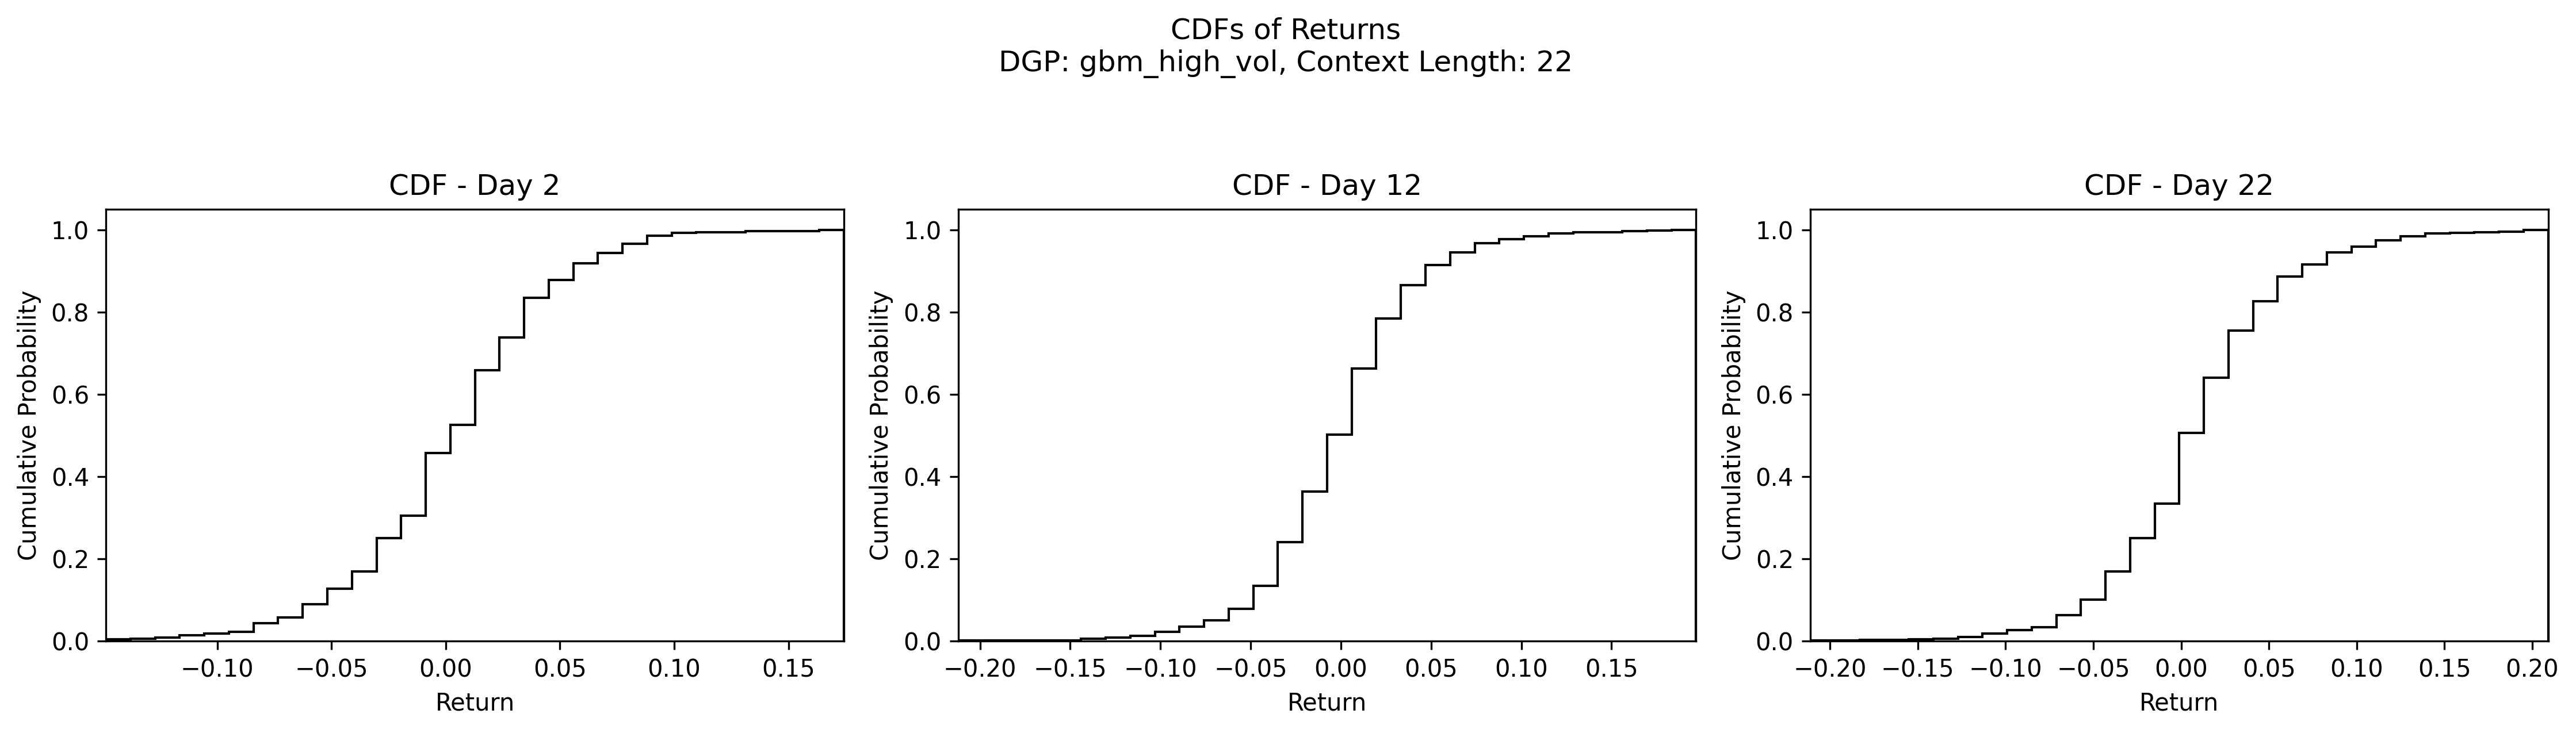 CDFs of Returns
DGP: gbm_high_vol, Context Length: 22
CDF - Day 2
1.0
0.8
0.6
0.4
0.2
0.0
Cumulative Probability
−0.10 −0.05 0.00 0.05 0.10 0.15
Return
CDF - Day 12
1.0
0.8
0.6
0.4
0.2
0.0
Cumulative Probability
−0.20 −0.15 −0.10 −0.05 0.00 0.05 0.10 0.15
Return
CDF - Day 22
1.0
0.8
0.6
0.4
0.2
0.0
Cumulative Probability
−0.20 −0.15 −0.10 −0.05 0.00 0.05 0.10 0.15 0.20
Return